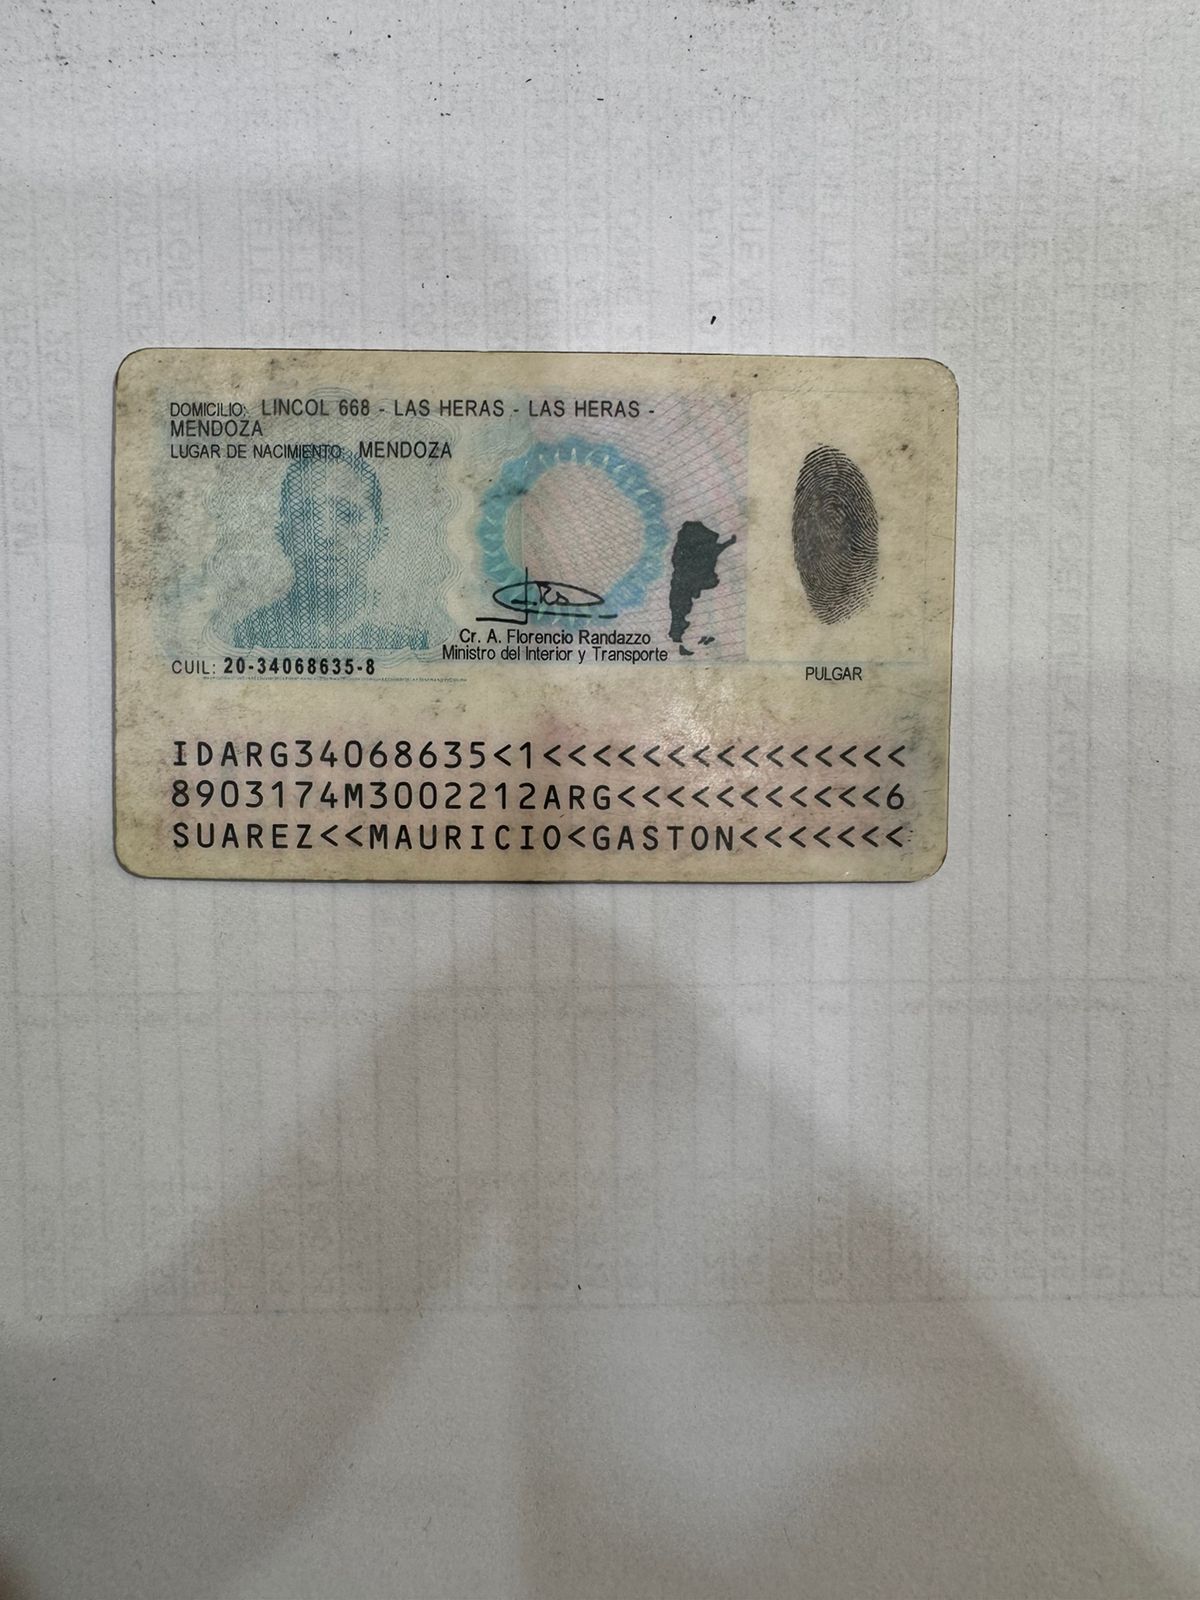 DOMICILIO: LINCOL 668 - LAS HERAS - LAS HERAS -
MENDOZA
LUGAR DE NACIMIENTO: MENDOZA
Cr. A. Florencio Randazzo
Ministro del Interior y Transporte
CUIL: 20-34068635-8
PULGAR
IDARG34068635<1<<<<<<<<<<<<<<<
8903174M3002212ARG<<<<<<<<<<<6
SUAREZ<<MAURICIO<GASTON<<<<<<<